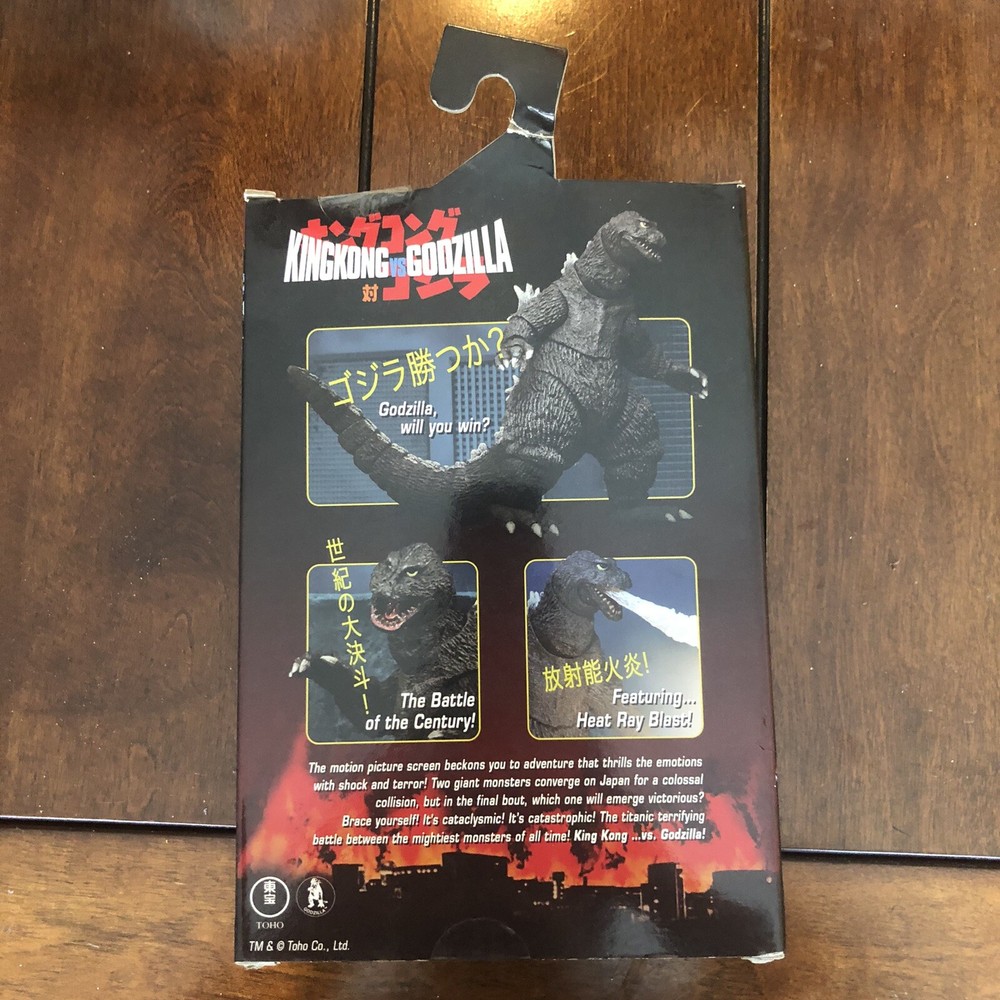 キングコング
KING KONG VS GODZILLA
対 ゴジラ
ゴジラ勝つか?
Godzilla,
will you win?
世紀の大決斗!
The Battle
of the Century!
放射能火炎!
Featuring...
Heat Ray Blast!
The motion picture screen beckons you to adventure that thrills the emotions
with shock and terror! Two giant monsters converge on Japan for a colossal
collision, but in the final bout, which one will emerge victorious?
Brace yourself! It's cataclysmic! It's catastrophic! The titanic terrifying
battle between the mightiest monsters of all time! King Kong ...vs. Godzilla!
東宝
TOHO
GODZILLA
TM & © Toho Co., Ltd.